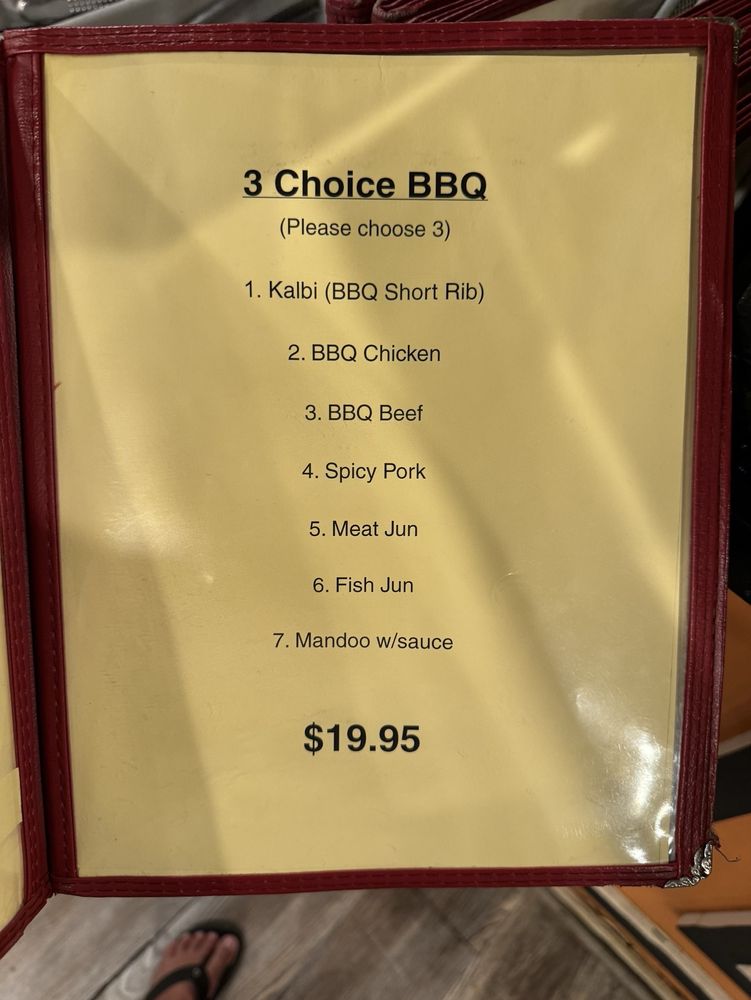 3 Choice BBQ
(Please choose 3)
1. Kalbi (BBQ Short Rib)
2. BBQ Chicken
3. BBQ Beef
4. Spicy Pork
5. Meat Jun
6. Fish Jun
7. Mandoo w/sauce
$19.95